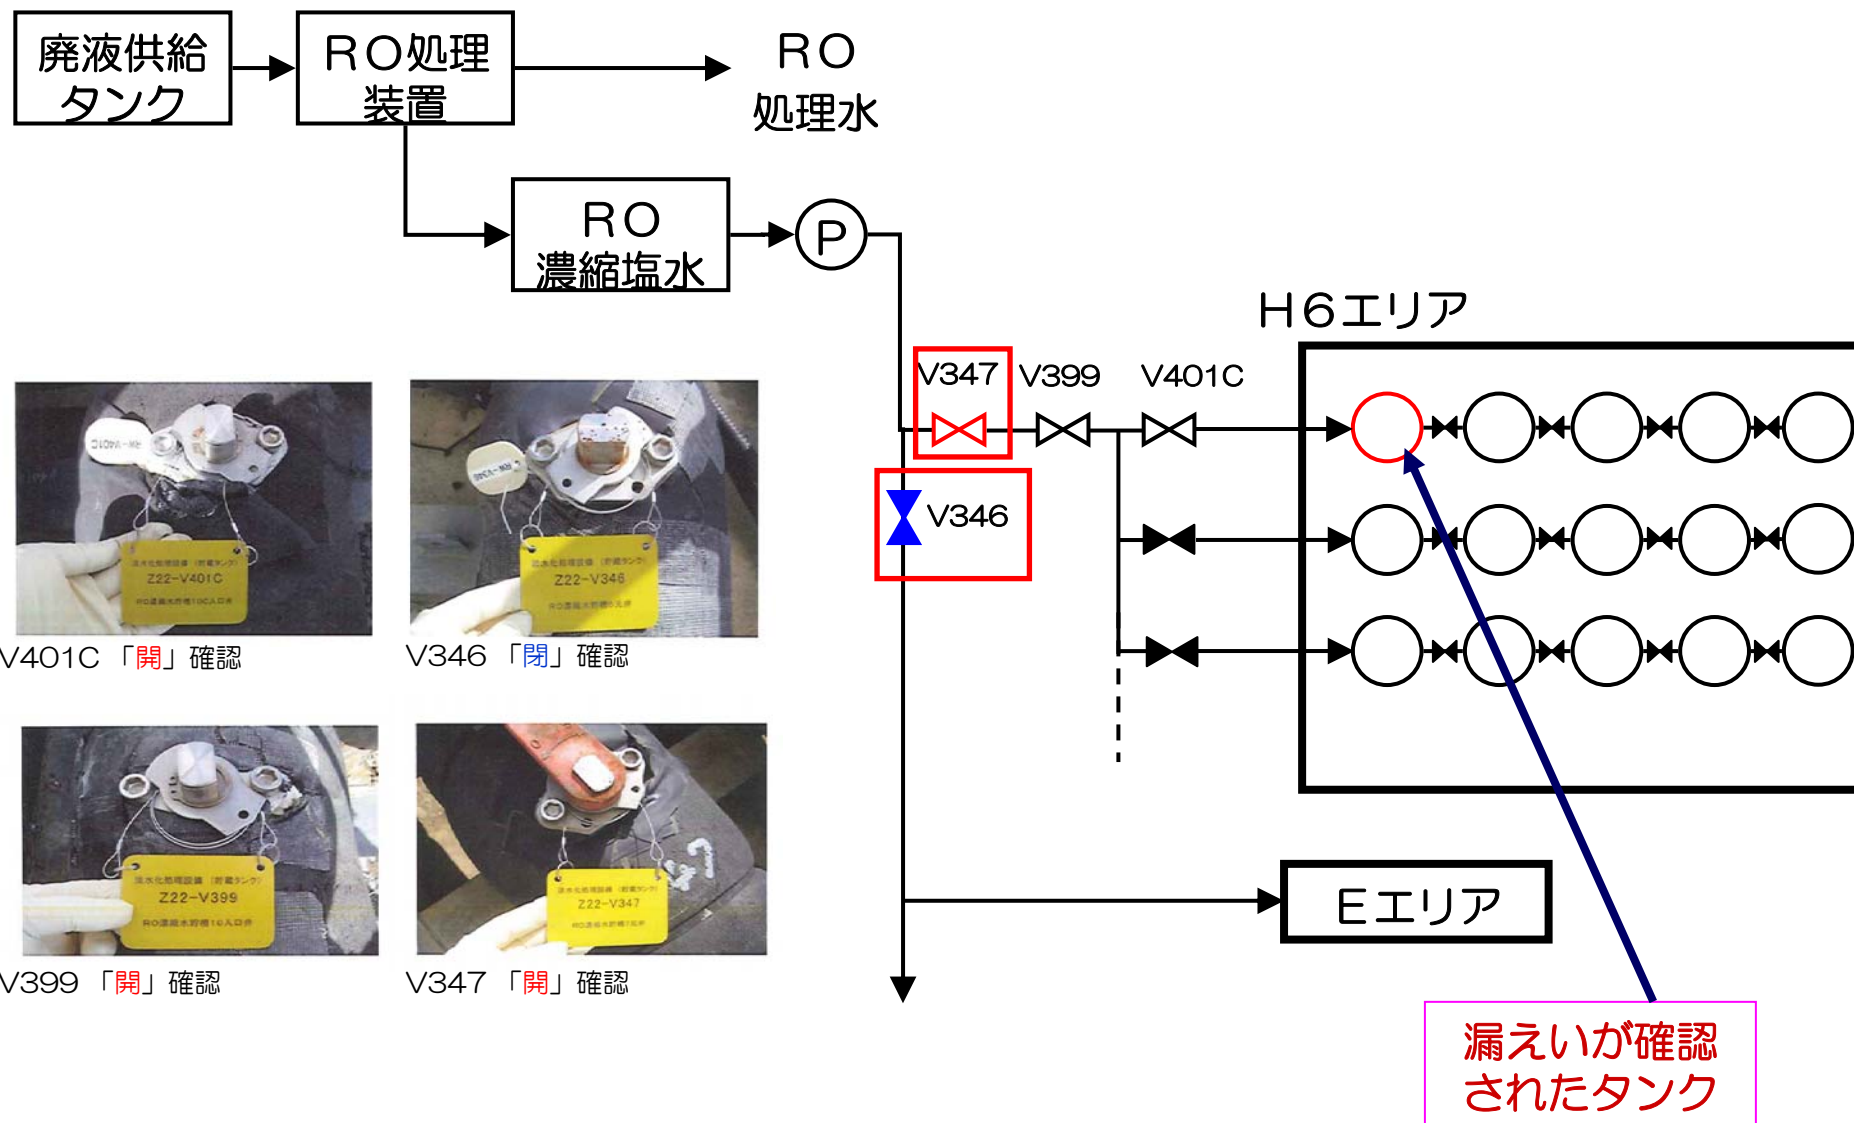 廃液供給
タンク
RO処理
装置
RO
処理水
RO
濃縮塩水
P
H6エリア
V347
V399
V401C
V346
Z22-V401C
V401C 「開」確認
Z22-V346
V346 「閉」確認
Z22-V399
V399 「開」確認
Z22-V347
V347 「開」確認
Eエリア
漏えいが確認
されたタンク